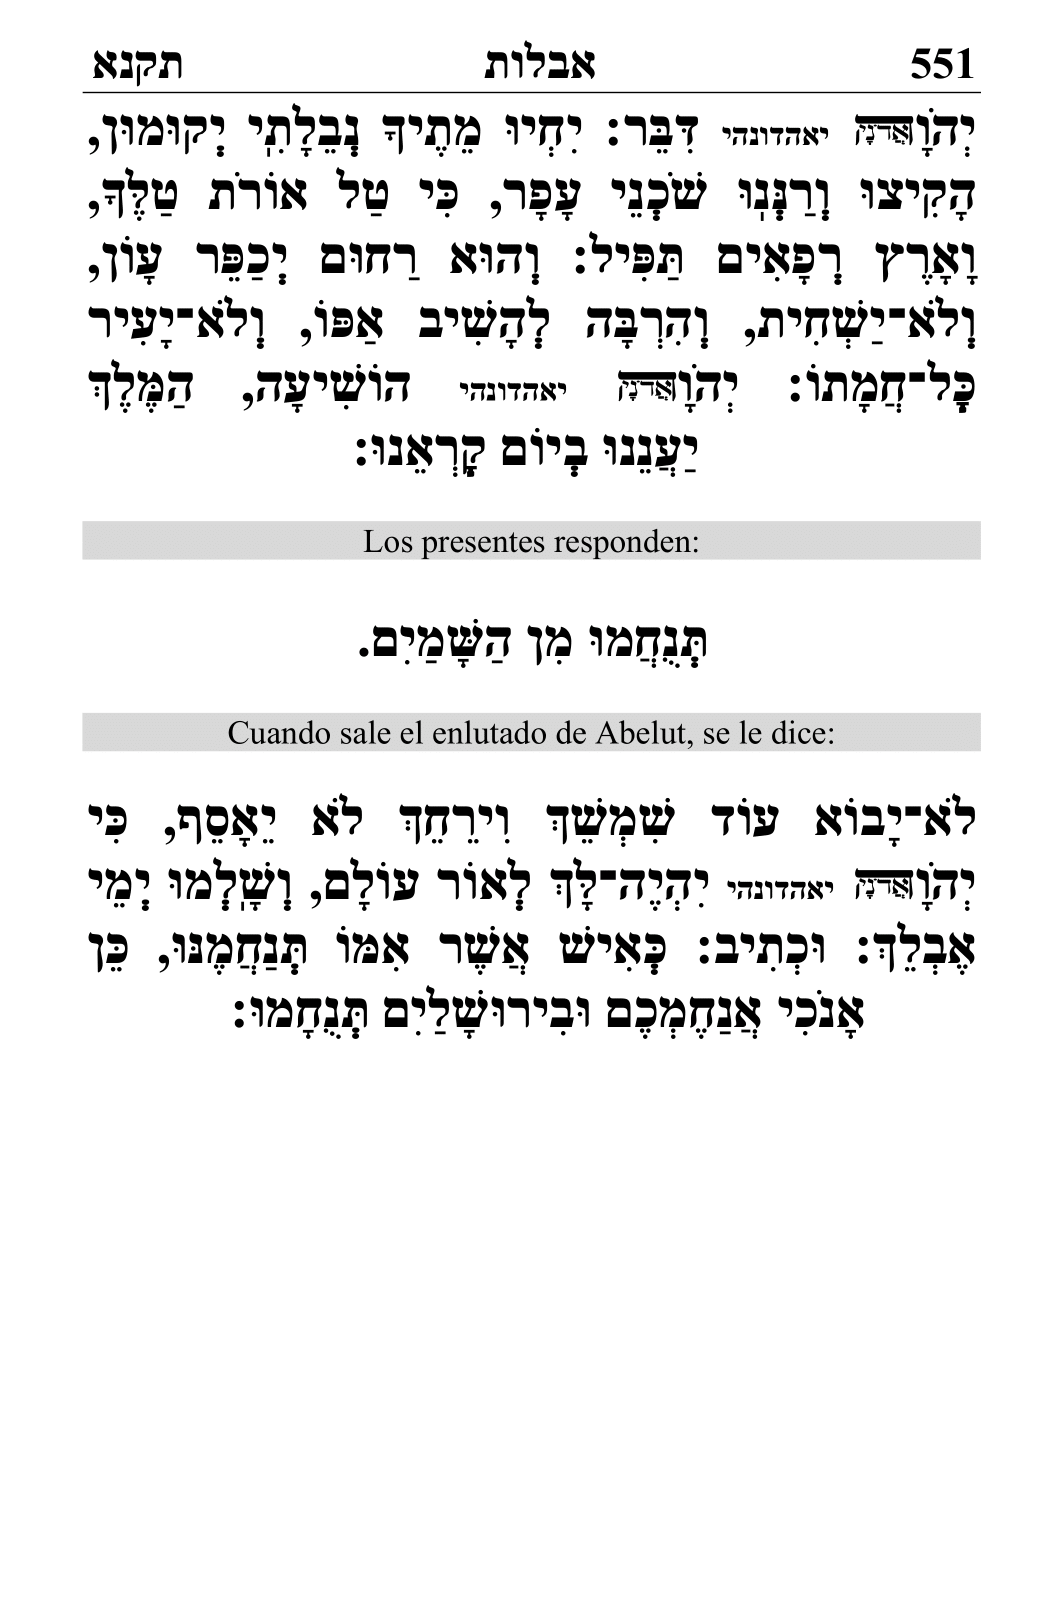 551 אבלות תקנא
יְהֹוָה אֲדֹנָי יאהדונהי דִּבֵּר: יִחְיוּ מֵתֶיךָ נְבֵלָתִי יְקוּמוּן,
הָקִיצוּ וְרַנְּנוּ שֹׁכְנֵי עָפָר, כִּי טַל אוֹרֹת טַלֶּךָ,
וָאָרֶץ רְפָאִים תַּפִּיל: וְהוּא רַחוּם יְכַפֵּר עָוֹן,
וְלֹא־יַשְׁחִית, וְהִרְבָּה לְהָשִׁיב אַפּוֹ, וְלֹא־יָעִיר
כָּל־חֲמָתוֹ: יְהֹוָה אֲדֹנָי יאהדונהי הוֹשִׁיעָה, הַמֶּלֶךְ
יַעֲנֵנוּ בְיוֹם קָרְאֵנוּ:
Los presentes responden:
תְּנֻחֲמוּ מִן הַשָּׁמַיִם.
Cuando sale el enlutado de Abelut, se le dice:
לֹא־יָבוֹא עוֹד שִׁמְשֵׁךְ וִירֵחֵךְ לֹא יֵאָסֵף, כִּי
יְהֹוָה אֲדֹנָי יאהדונהי יִהְיֶה־לָּךְ לְאוֹר עוֹלָם, וְשָׁלְמוּ יְמֵי
אֶבְלֵךְ: וּכְתִיב: כְּאִישׁ אֲשֶׁר אִמּוֹ תְּנַחֲמֶנּוּ, כֵּן
אָנֹכִי אֲנַחֶמְכֶם וּבִירוּשָׁלַיִם תְּנֻחָמוּ: